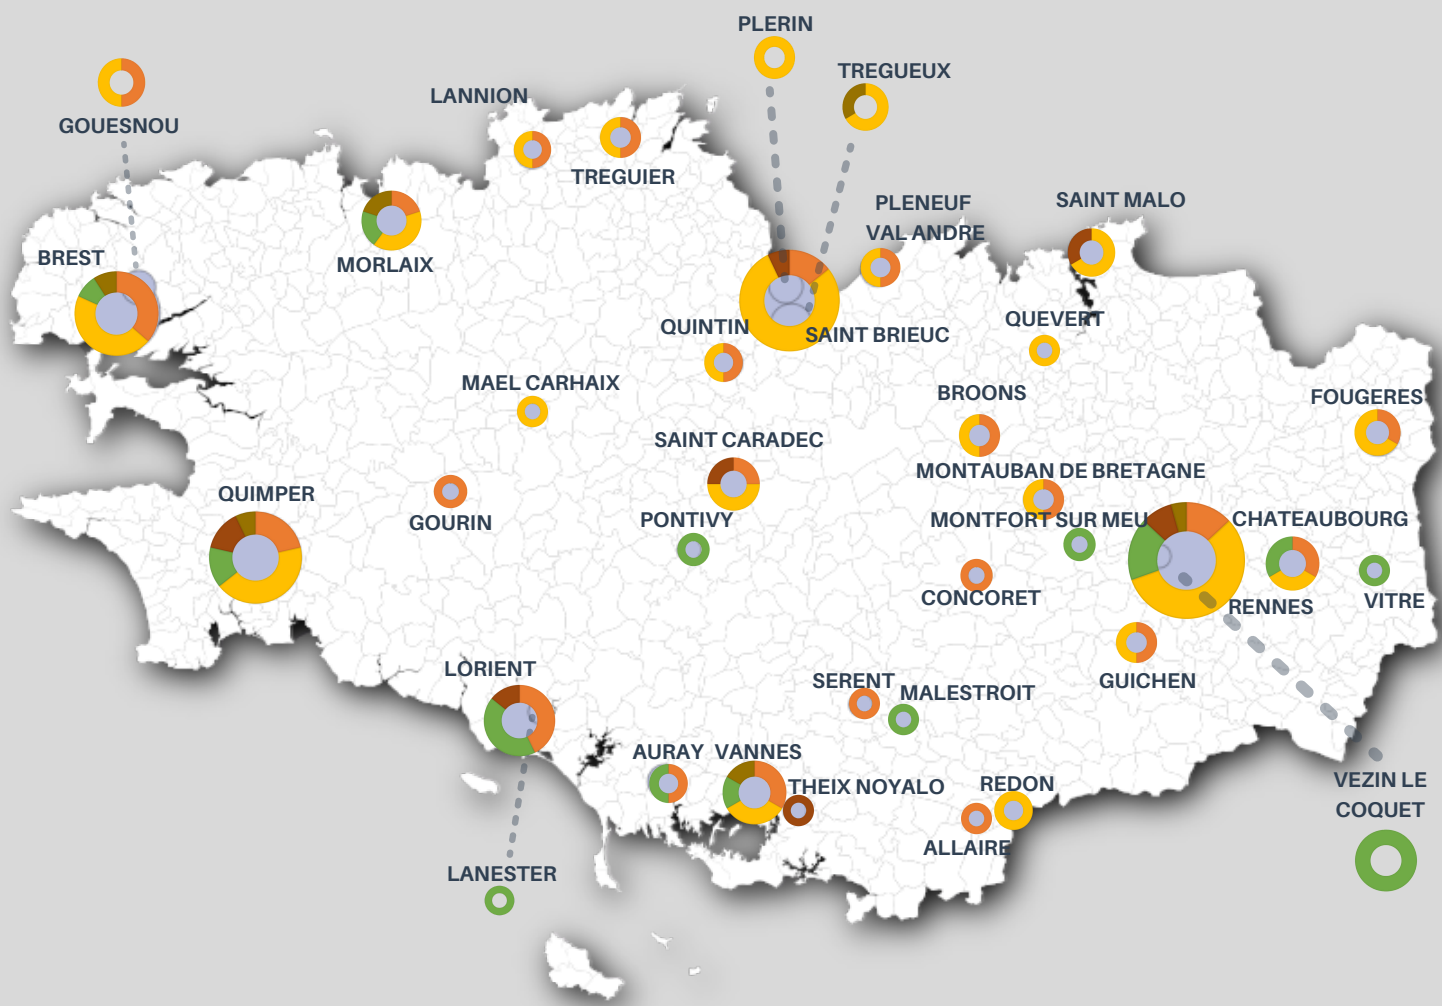 PLERIN
TREGUEUX
LANNION
GOUESNOU
TREGUIER
PLENEUF
VAL ANDRE
SAINT MALO
BREST
MORLAIX
QUINTIN
SAINT BRIEUC
QUEVERT
MAEL CARHAIX
BROONS
FOUGERES
SAINT CARADEC
MONTAUBAN DE BRETAGNE
QUIMPER
GOURIN
PONTIVY
MONTFORT SUR MEU
CHATEAUBOURG
CONCORET
RENNES
VITRE
LORIENT
SERENT
MALESTROIT
GUICHEN
AURAY
VANNES
THEIX NOYALO
REDON
VEZIN LE
COQUET
ALLAIRE
LANESTER